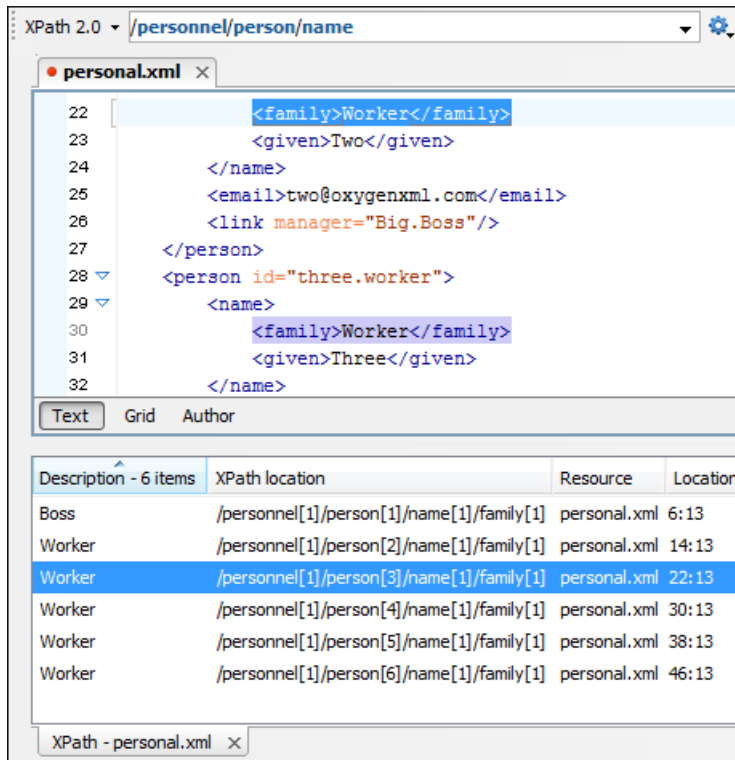 XPath 2.0 /personnel/person/name
personal.xml
22 <family>Worker</family>
23 <given>Two</given>
24 </name>
25 <email>two@oxygenxml.com</email>
26 <link manager="Big.Boss"/>
27 </person>
28 <person id="three.worker">
29 <name>
30 <family>Worker</family>
31 <given>Three</given>
32 </name>
Text Grid Author
Description - 6 items XPath location Resource Location
Boss /personnel[1]/person[1]/name[1]/family[1] personal.xml 6:13
Worker /personnel[1]/person[2]/name[1]/family[1] personal.xml 14:13
Worker /personnel[1]/person[3]/name[1]/family[1] personal.xml 22:13
Worker /personnel[1]/person[4]/name[1]/family[1] personal.xml 30:13
Worker /personnel[1]/person[5]/name[1]/family[1] personal.xml 38:13
Worker /personnel[1]/person[6]/name[1]/family[1] personal.xml 46:13
XPath - personal.xml